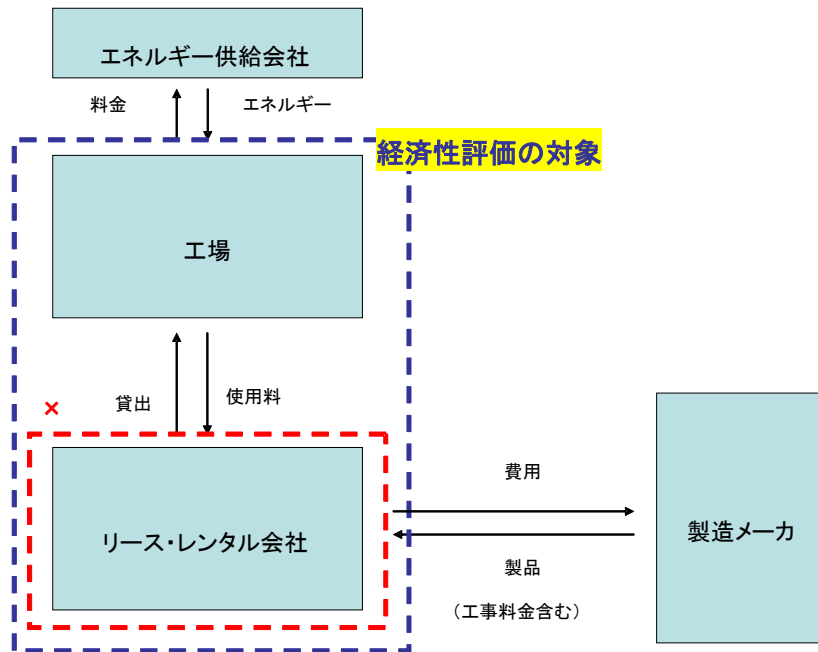 エネルギー供給会社
料金
エネルギー
経済性評価の対象
工場
貸出
使用料
×
リース・レンタル会社
費用
製品
（工事料金含む）
製造メーカ